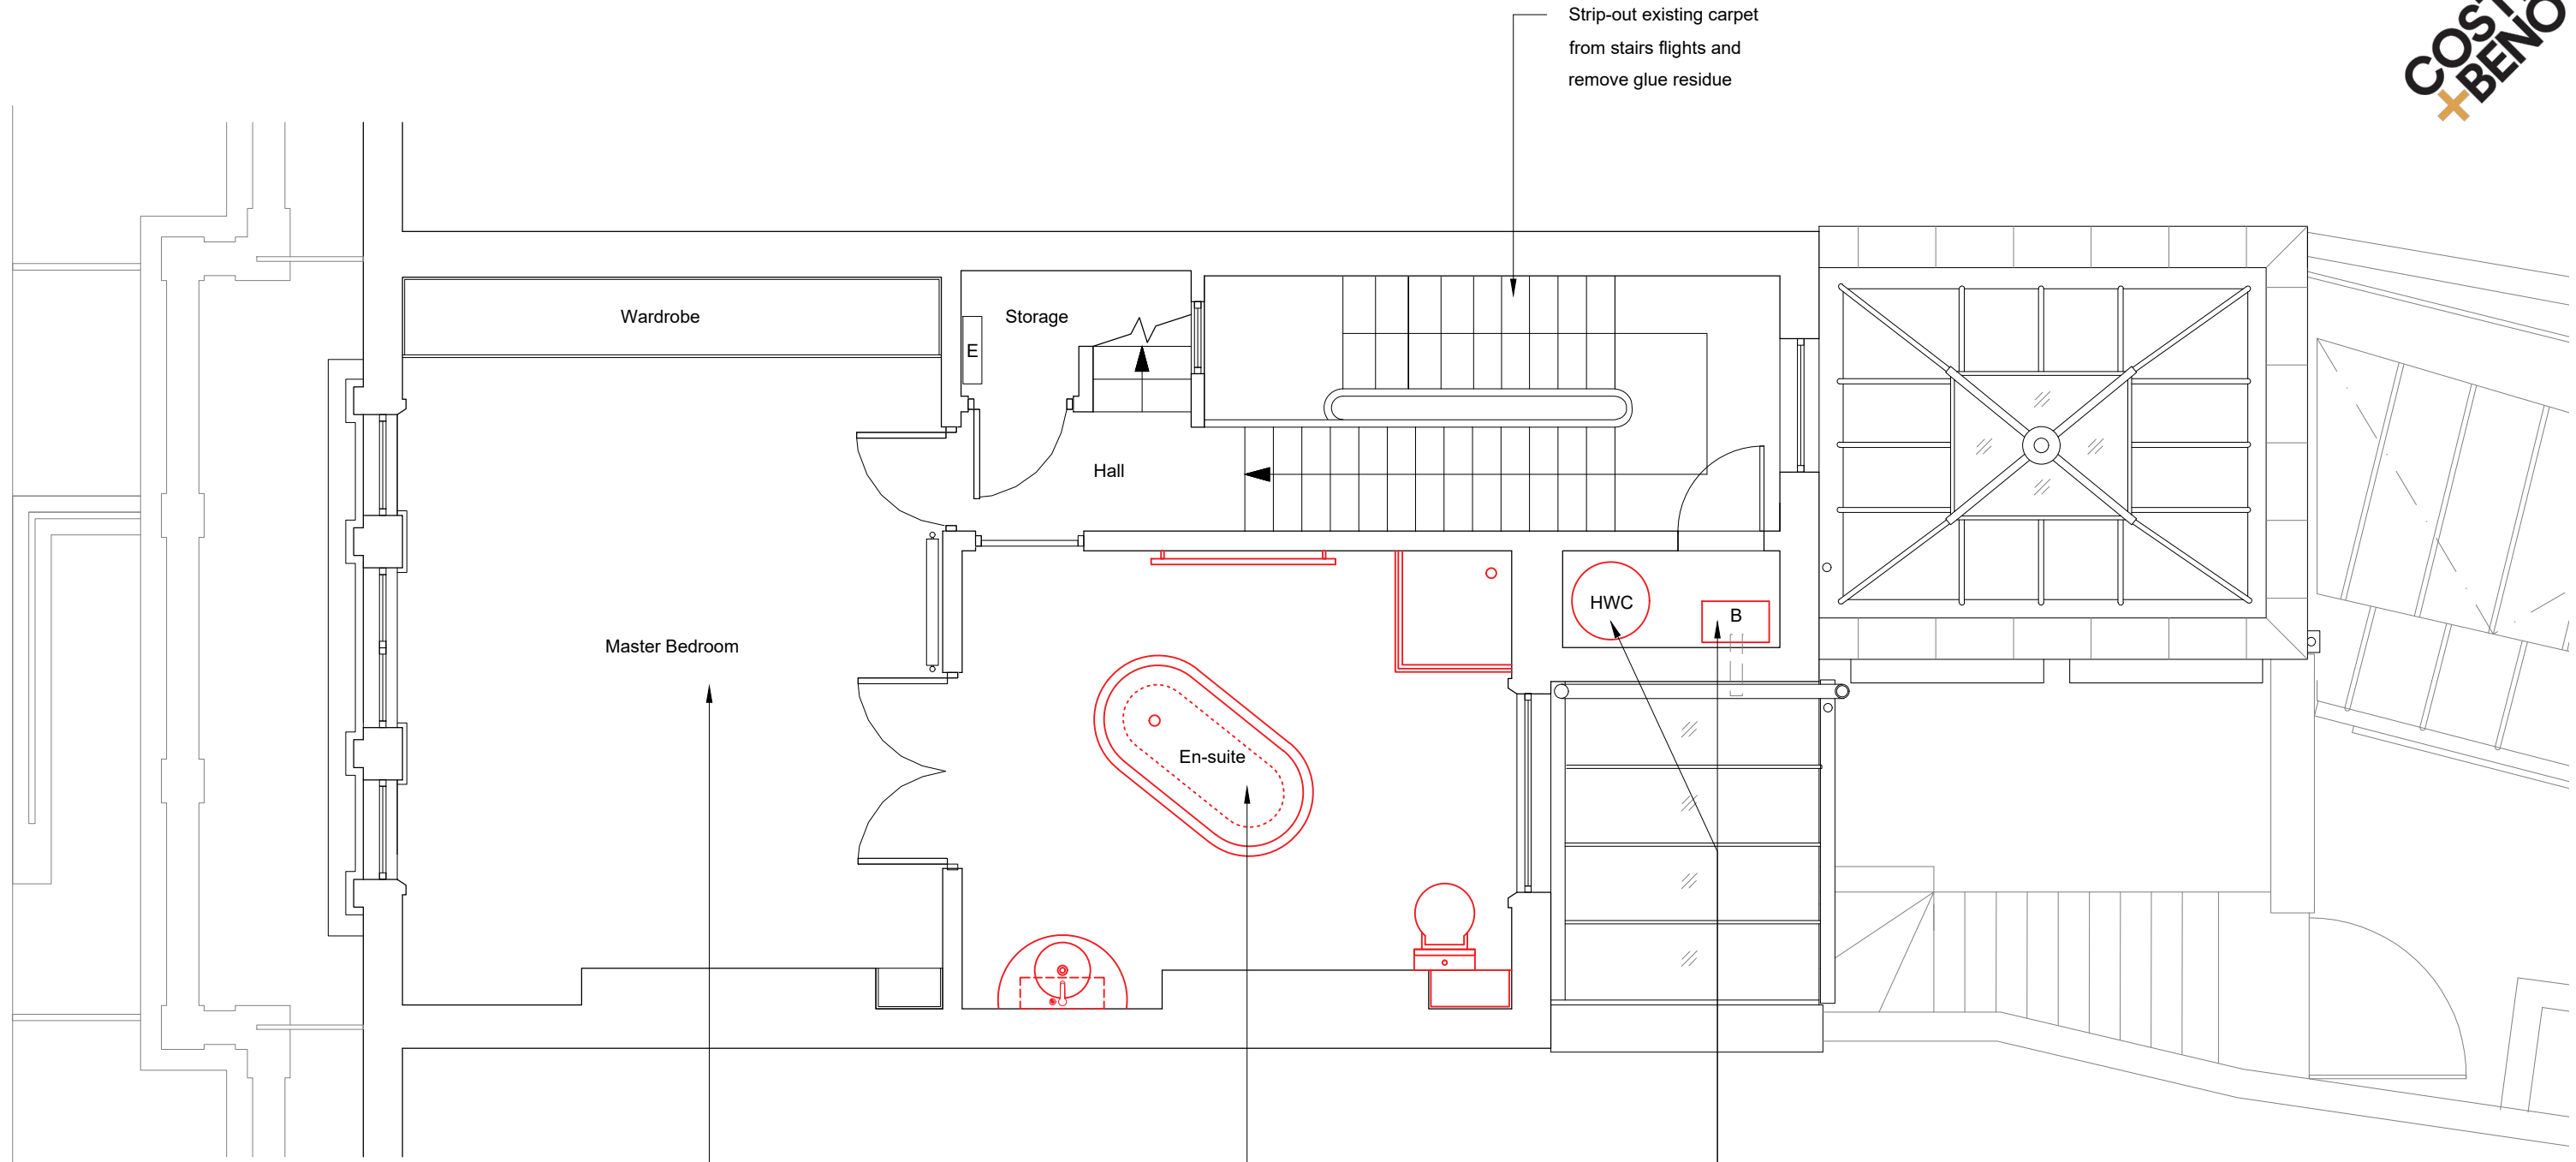 Strip-out existing carpet
from stairs flights and
remove glue residue
Wardrobe
Storage
E
Hall
HWC
B
Master Bedroom
En-suite